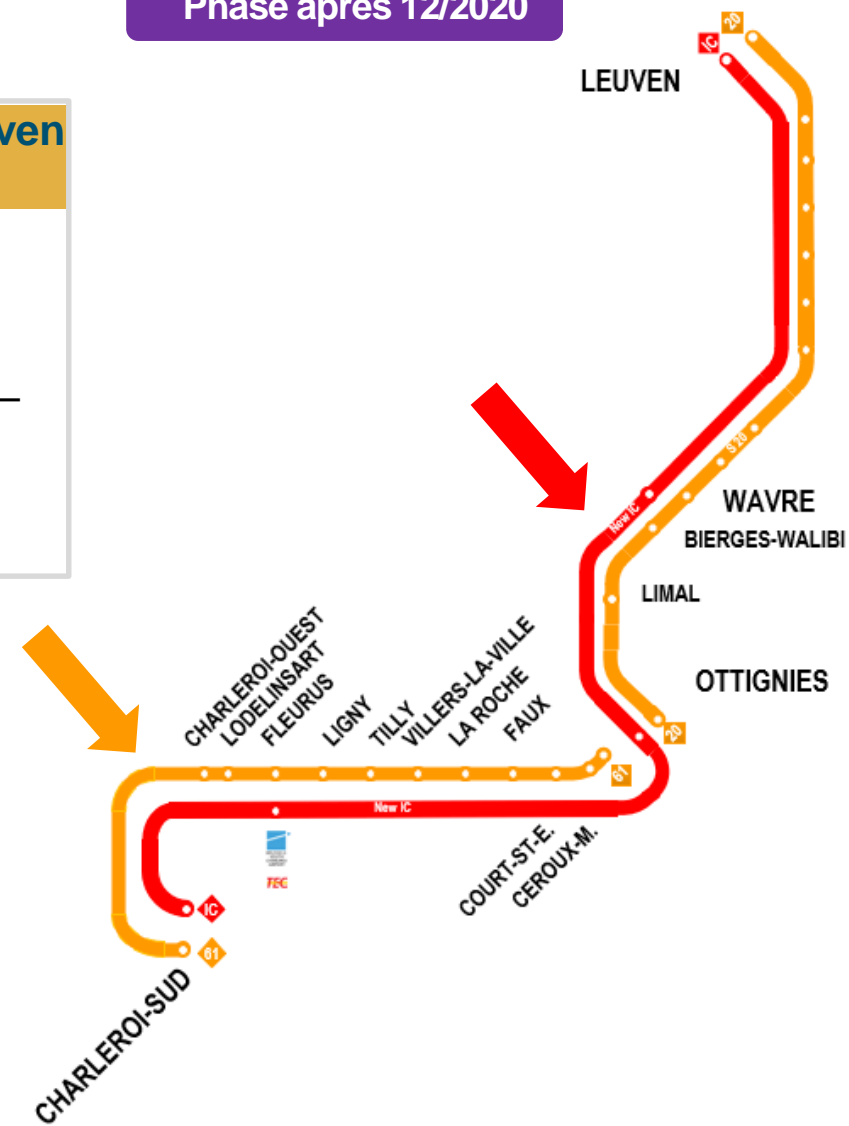 Phase après 12/2020
ven
20
IC
LEUVEN
S 20
New IC
WAVRE
BIERGES-WALIBI
LIMAL
OTTIGNIES
20
CHARLEROI-OUEST
LODELINSART
FLEURUS
LIGNY
TILLY
VILLERS-LA-VILLE
LA ROCHE
FAUX
61
New IC
COURT-ST-E.
CEROUX-M.
TEC
IC
61
CHARLEROI-SUD